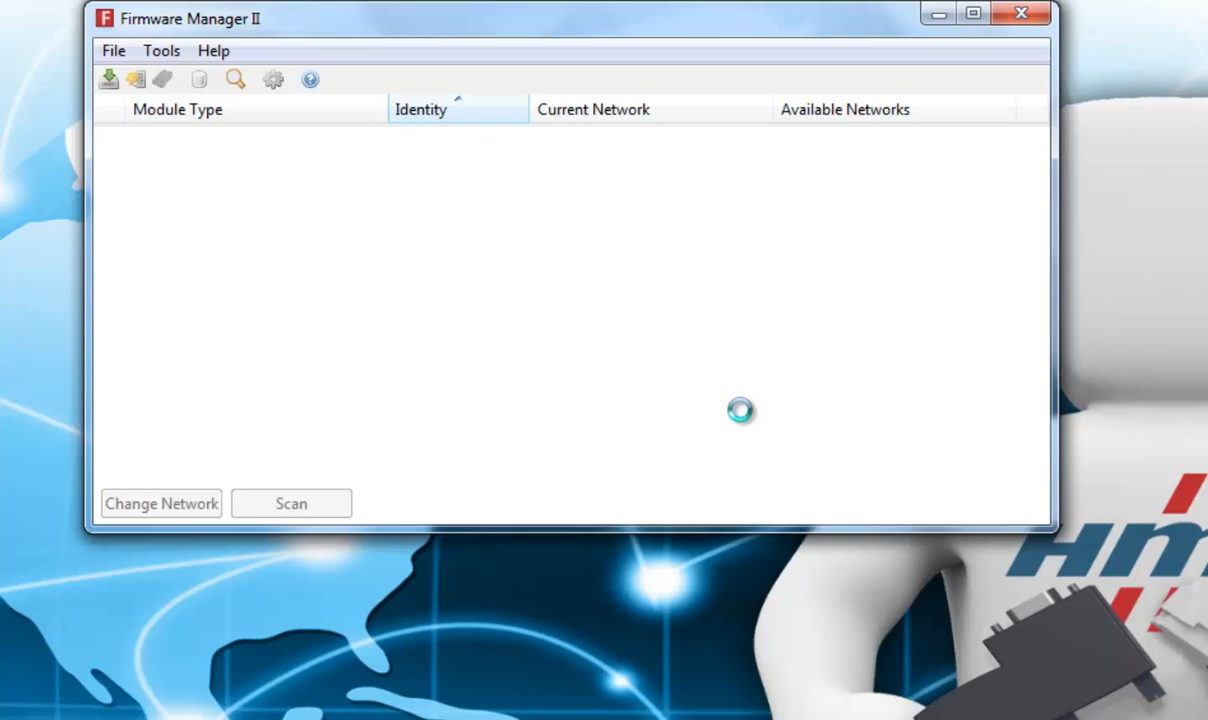 Firmware Manager II
File Tools Help
Module Type Identity Current Network Available Networks
Change Network Scan